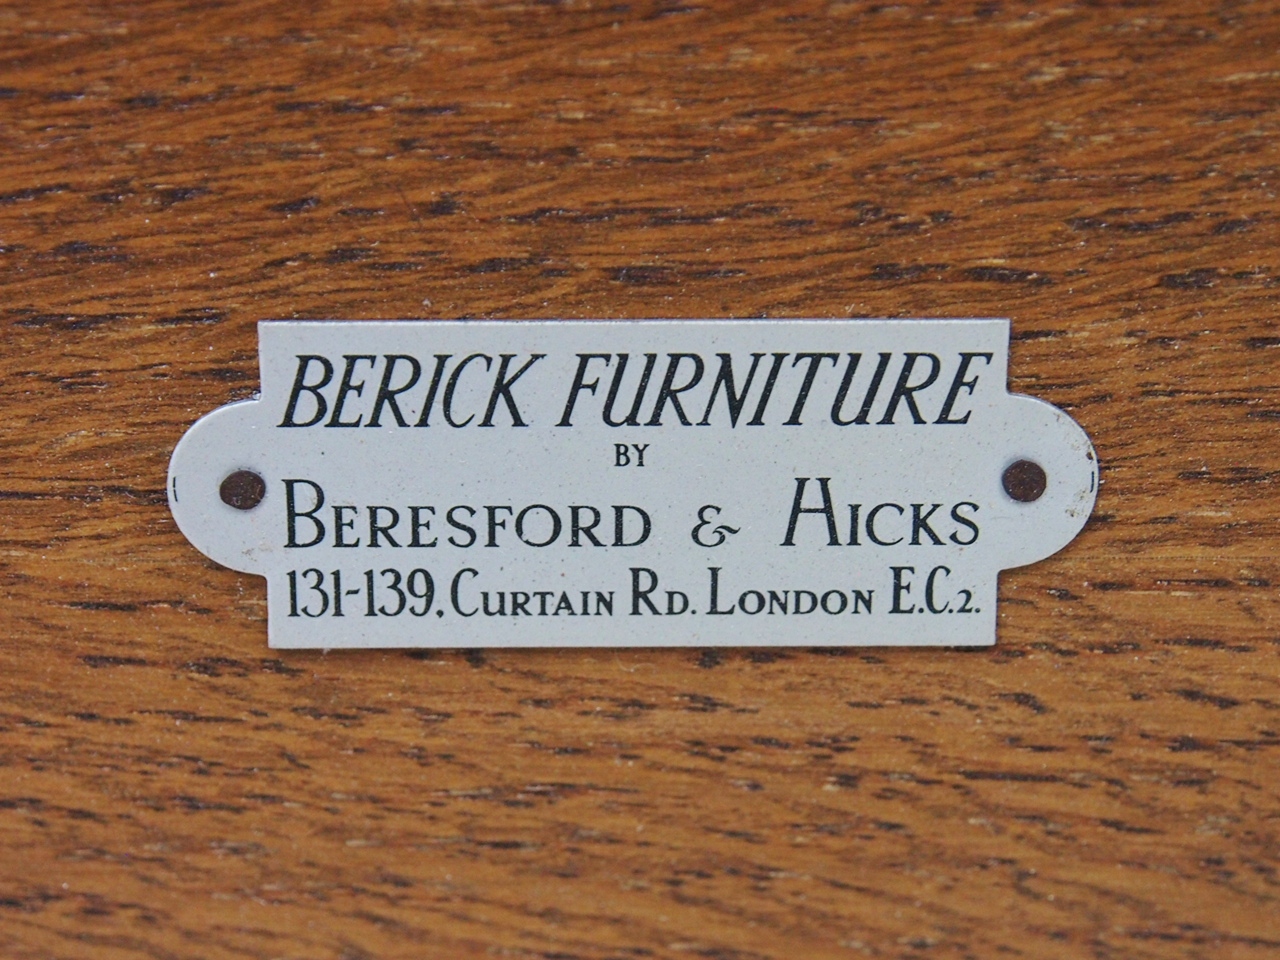 BERICK FURNITURE
BY
BERESFORD & HICKS
131-139, CURTAIN RD. LONDON E.C.2.